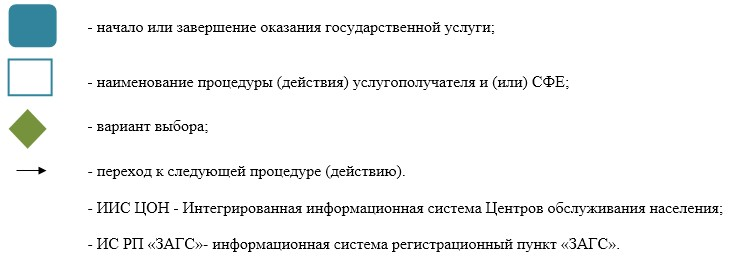 - начало или завершение оказания государственной услуги;
- наименование процедуры (действия) услугополучателя и (или) СФЕ;
- вариант выбора;
- переход к следующей процедуре (действию).
- ИИС ЦОН - Интегрированная информационная система Центров обслуживания населения;
- ИС РП «ЗАГС»- информационная система регистрационный пункт «ЗАГС».